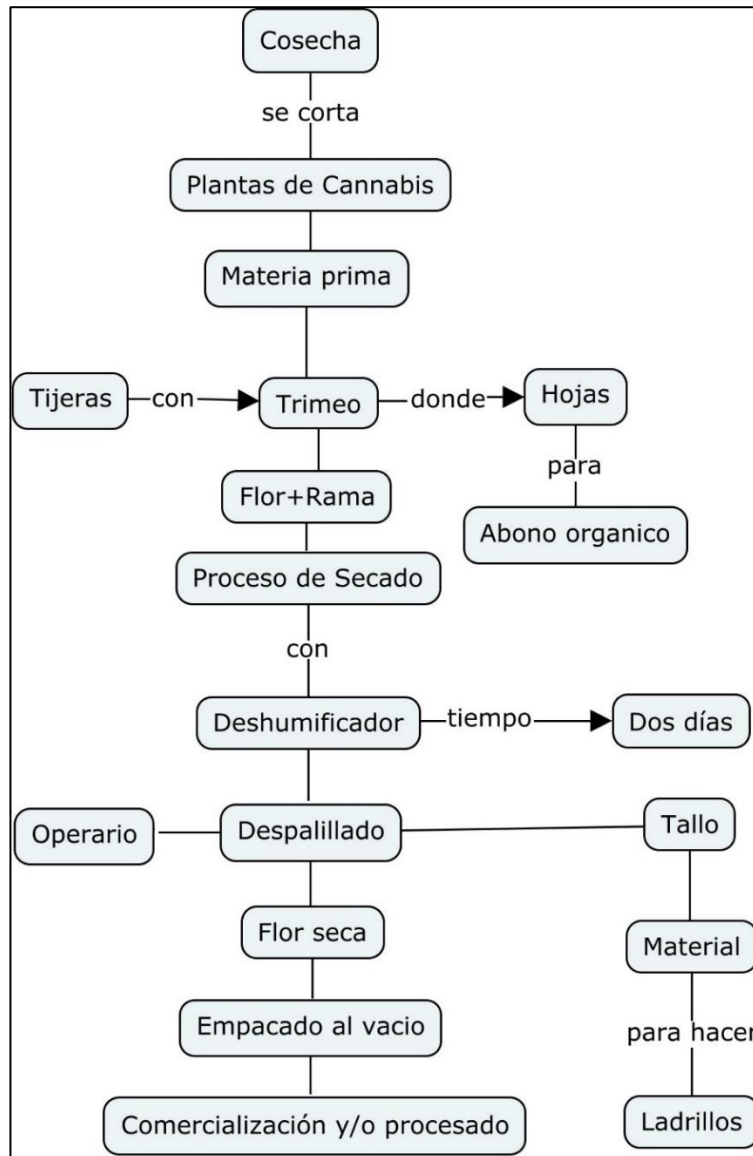 Cosecha
se corta
Plantas de Cannabis
Materia prima
Tijeras
con
Trimeo
donde
Hojas
para
Flor+Rama
Abono organico
Proceso de Secado
con
Deshumificador
tiempo
Dos días
Operario
Despalillado
Tallo
Flor seca
Material
Empacado al vacio
para hacer
Comercialización y/o procesado
Ladrillos